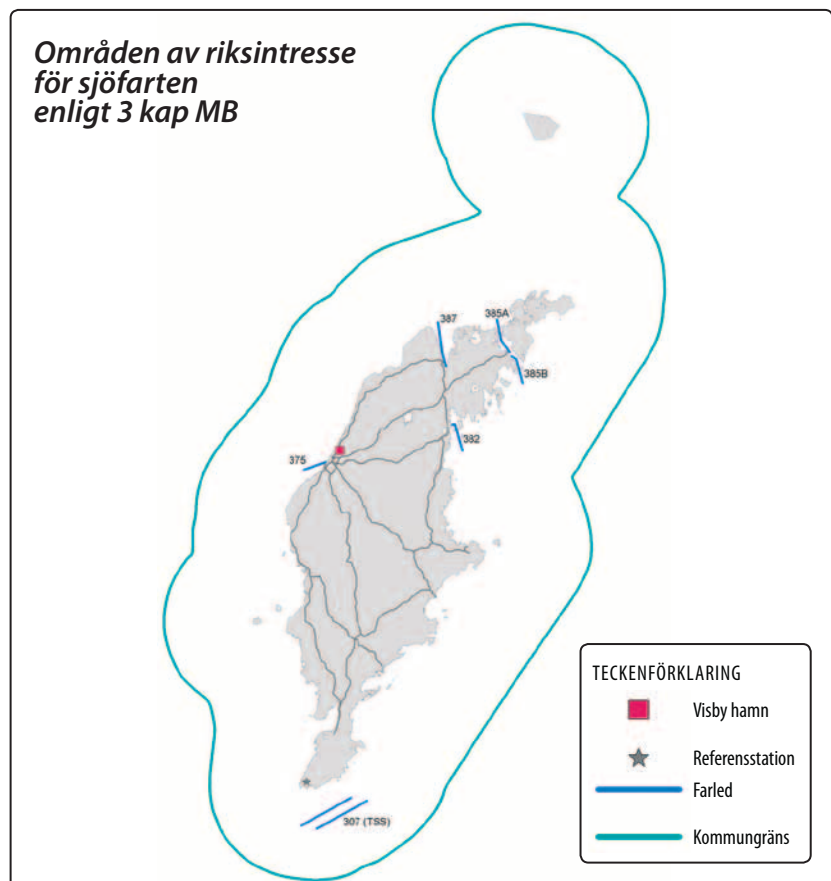 Områden av riksintresse
för sjöfarten
enligt 3 kap MB
387
385A
385B
382
375
307 (TSS)
TECKENFÖRKLARING
Visby hamn
Referensstation
Farled
Kommungräns